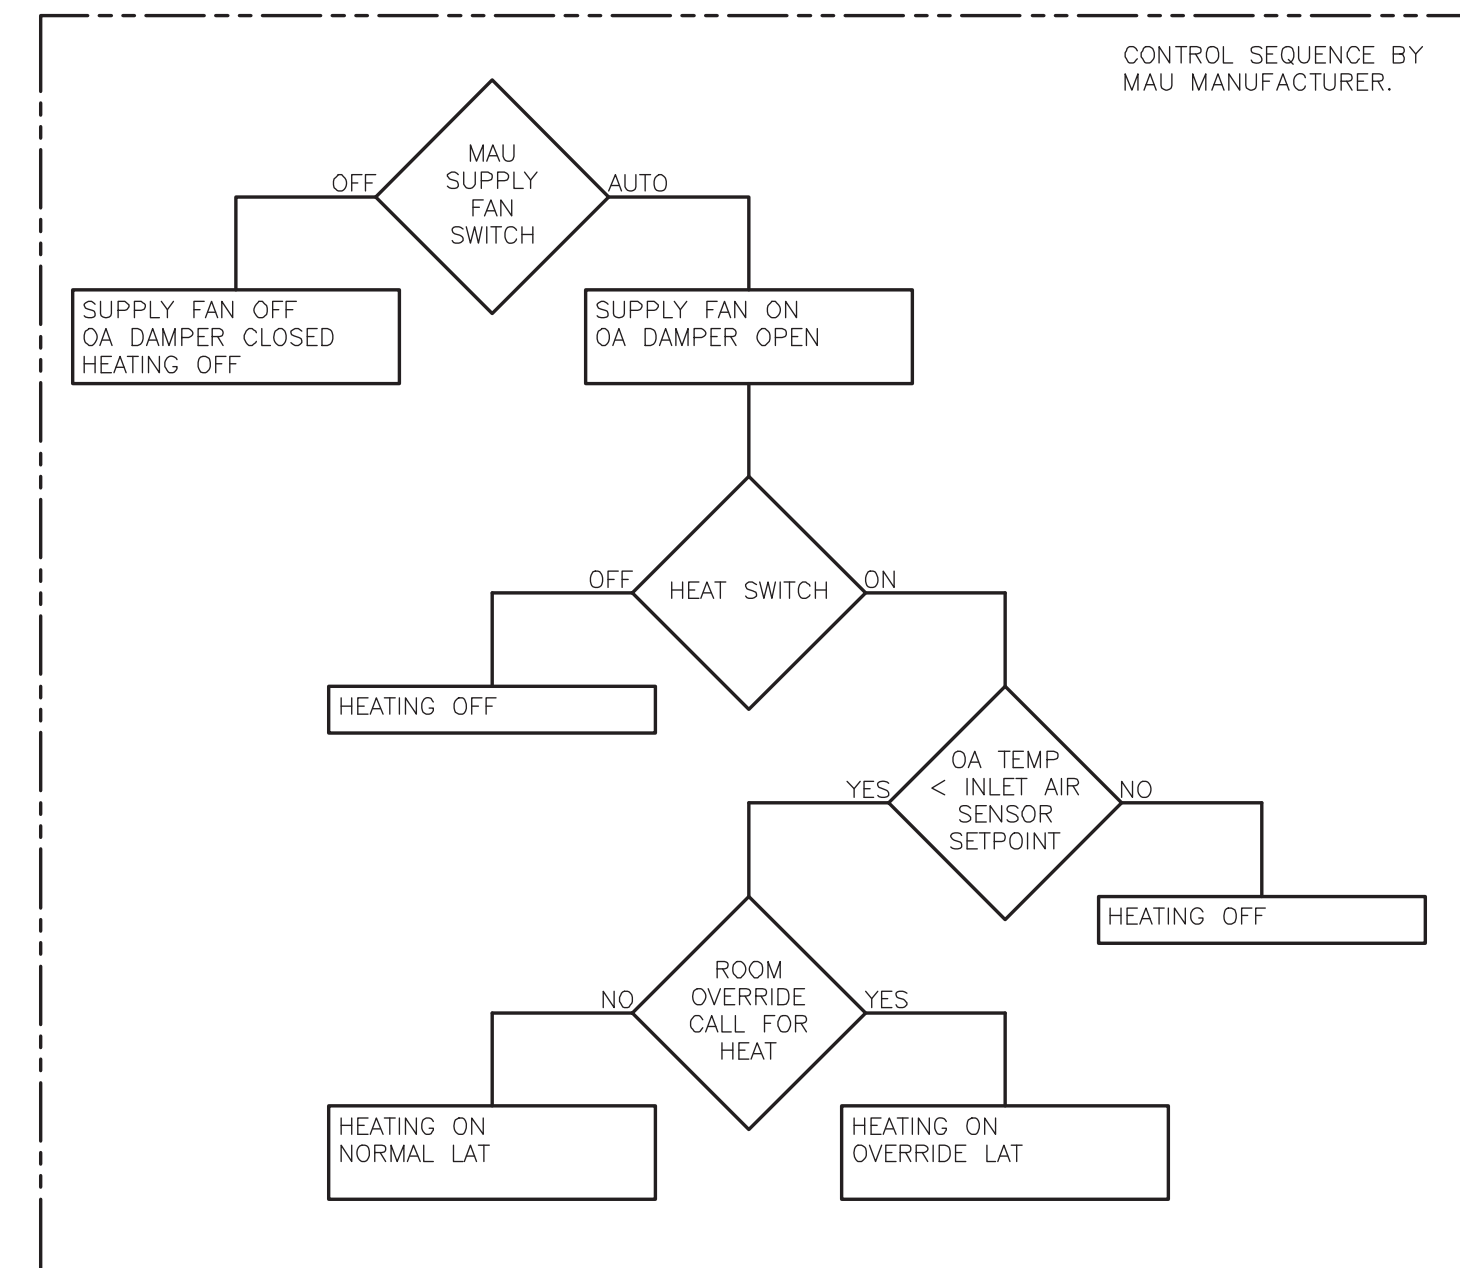 CONTROL SEQUENCE BY
MAU MANUFACTURER.
MAU
SUPPLY
FAN
SWITCH
OFF
AUTO
SUPPLY FAN OFF
OA DAMPER CLOSED
HEATING OFF
SUPPLY FAN ON
OA DAMPER OPEN
HEAT SWITCH
OFF
ON
HEATING OFF
OA TEMP
< INLET AIR
SENSOR
SETPOINT
YES
NO
HEATING OFF
ROOM
OVERRIDE
CALL FOR
HEAT
NO
YES
HEATING ON
NORMAL LAT
HEATING ON
OVERRIDE LAT